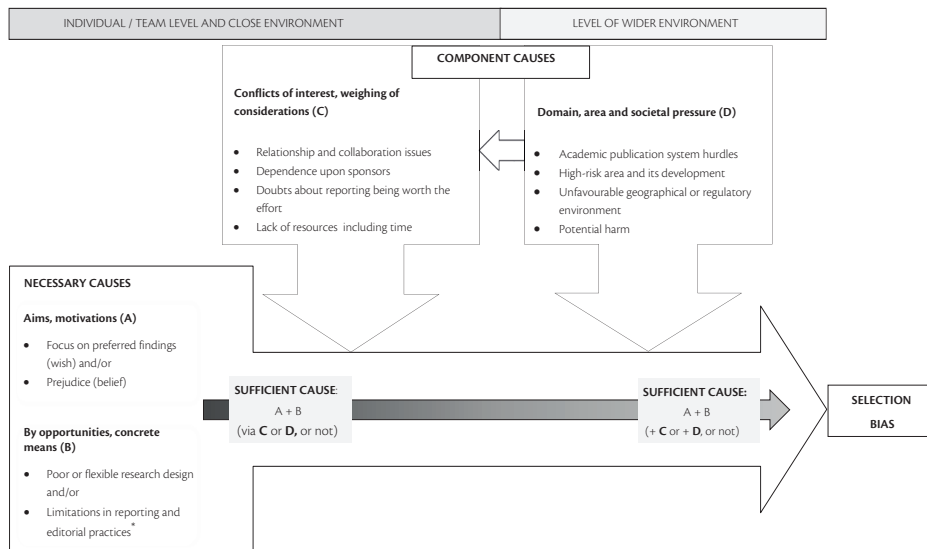 INDIVIDUAL / TEAM LEVEL AND CLOSE ENVIRONMENT
LEVEL OF WIDER ENVIRONMENT
COMPONENT CAUSES
Conflicts of interest, weighing of
considerations (C)
• Relationship and collaboration issues
• Dependence upon sponsors
• Doubts about reporting being worth the
effort
• Lack of resources including time
Domain, area and societal pressure (D)
• Academic publication system hurdles
• High-risk area and its development
• Unfavourable geographical or regulatory
environment
• Potential harm
NECESSARY CAUSES
Aims, motivations (A)
• Focus on preferred findings
(wish) and/or
• Prejudice (belief)
By opportunities, concrete
means (B)
• Poor or flexible research design
and/or
• Limitations in reporting and
editorial practices*
SUFFICIENT CAUSE:
A + B
(via C or D, or not)
SUFFICIENT CAUSE:
A + B
(+ C or + D, or not)
SELECTION
BIAS